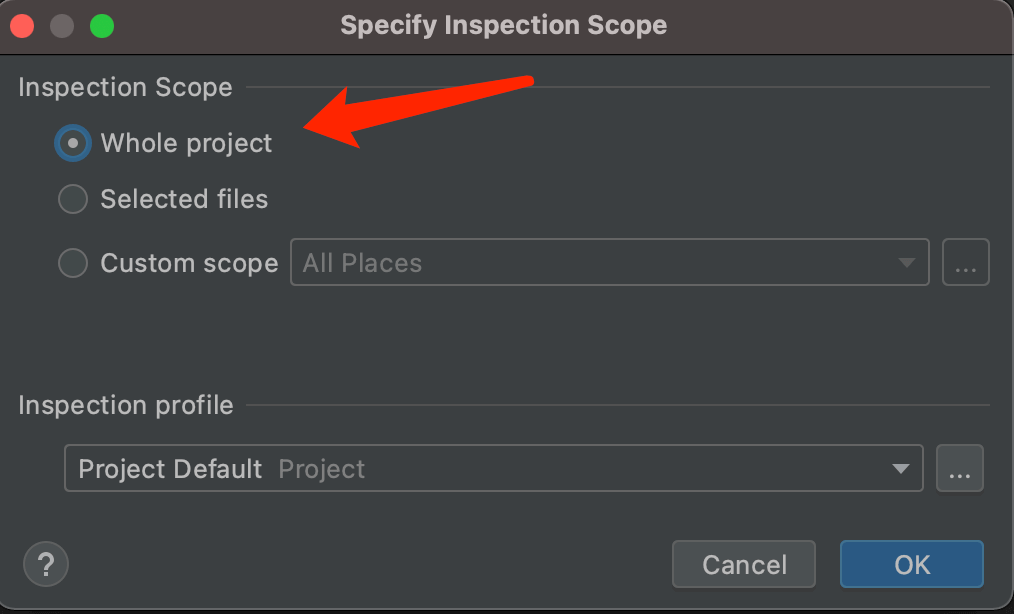 Specify Inspection Scope
Inspection Scope
Whole project
Selected files
Custom scope All Places ...
Inspection profile
Project Default Project ...
? Cancel OK